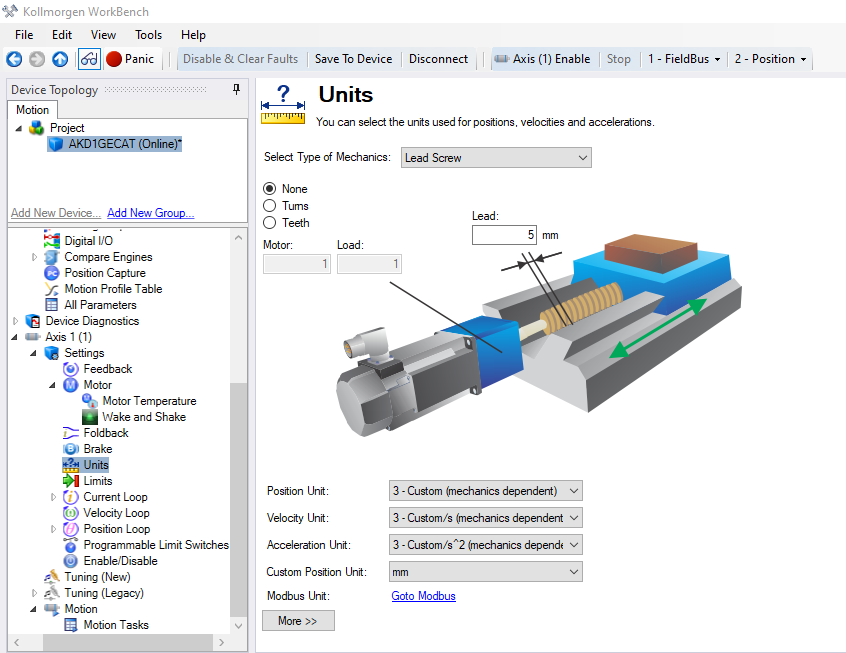 Kollmorgen WorkBench
File Edit View Tools Help
Panic Disable & Clear Faults Save To Device Disconnect Axis (1) Enable Stop 1 - FieldBus 2 - Position
Device Topology
Motion
Project
AKD1GECAT (Online)*
Add New Device... Add New Group...
Digital I/O
Compare Engines
Position Capture
Motion Profile Table
All Parameters
Device Diagnostics
Axis 1 (1)
Settings
Feedback
Motor
Motor Temperature
Wake and Shake
Foldback
Brake
Units
Limits
Current Loop
Velocity Loop
Position Loop
Programmable Limit Switches
Enable/Disable
Tuning (New)
Tuning (Legacy)
Motion
Motion Tasks
Units
You can select the units used for positions, velocities and accelerations.
Select Type of Mechanics: Lead Screw
None
Turns
Teeth
Motor: Load:
1 1
Lead:
5 mm
Position Unit: 3 - Custom (mechanics dependent)
Velocity Unit: 3 - Custom/s (mechanics dependent
Acceleration Unit: 3 - Custom/s^2 (mechanics depende
Custom Position Unit: mm
Modbus Unit: Goto Modbus
More >>